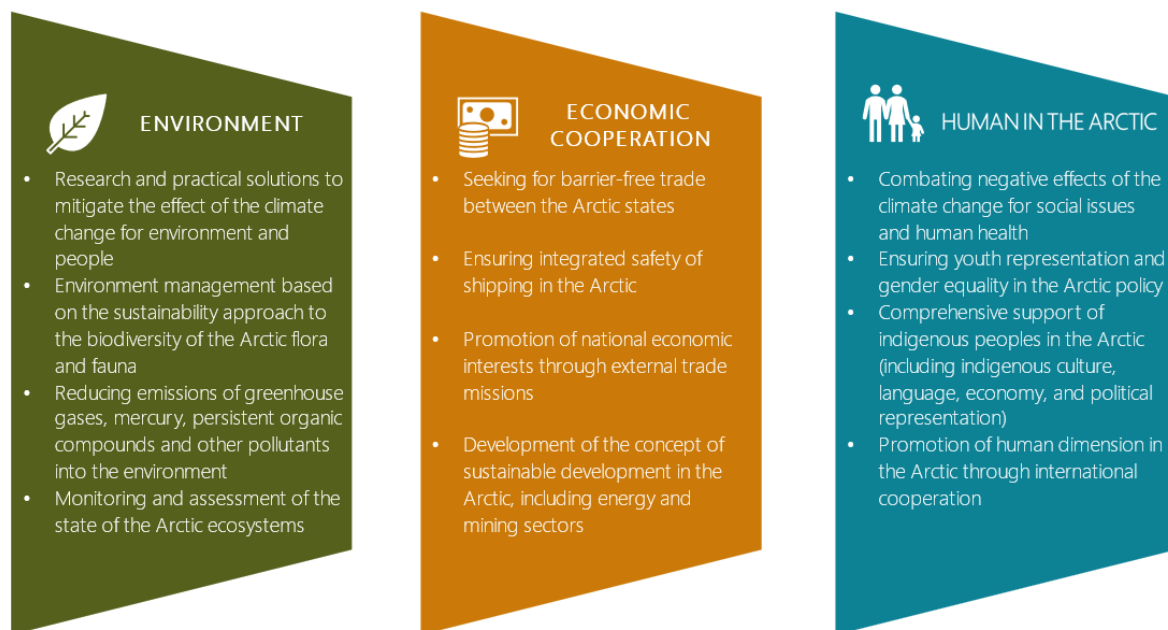 ENVIRONMENT
• Research and practical solutions to
mitigate the effect of the climate
change for environment and
people
• Environment management based
on the sustainability approach to
the biodiversity of the Arctic flora
and fauna
• Reducing emissions of greenhouse
gases, mercury, persistent organic
compounds and other pollutants
into the environment
• Monitoring and assessment of the
state of the Arctic ecosystems
ECONOMIC
COOPERATION
• Seeking for barrier-free trade
between the Arctic states
• Ensuring integrated safety of
shipping in the Arctic
• Promotion of national economic
interests through external trade
missions
• Development of the concept of
sustainable development in the
Arctic, including energy and
mining sectors
HUMAN IN THE ARCTIC
• Combating negative effects of the
climate change for social issues
and human health
• Ensuring youth representation and
gender equality in the Arctic policy
• Comprehensive support of
indigenous peoples in the Arctic
(including indigenous culture,
language, economy, and political
representation)
• Promotion of human dimension in
the Arctic through international
cooperation